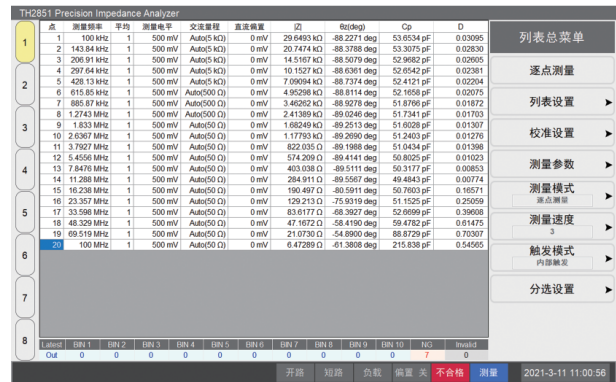 TH2851 Precision Impedance Analyzer
点 测量频率 平均 测量电平 交流量程 直流偏置 |Z| θz(deg) Cp D
1 100 kHz 1 500 mV Auto(5 kΩ) 0 mV 29.6493 kΩ -88.2271 deg 53.6534 pF 0.03095
2 143.84 kHz 1 500 mV Auto(5 kΩ) 0 mV 20.7474 kΩ -88.3788 deg 53.3075 pF 0.02830
3 206.91 kHz 1 500 mV Auto(5 kΩ) 0 mV 14.5167 kΩ -88.5079 deg 52.9682 pF 0.02605
4 297.64 kHz 1 500 mV Auto(5 kΩ) 0 mV 10.1527 kΩ -88.6361 deg 52.6542 pF 0.02381
5 428.13 kHz 1 500 mV Auto(5 kΩ) 0 mV 7.09094 kΩ -88.7374 deg 52.4121 pF 0.02204
6 615.85 kHz 1 500 mV Auto(500 Ω) 0 mV 4.95298 kΩ -88.8114 deg 52.1658 pF 0.02075
7 885.87 kHz 1 500 mV Auto(500 Ω) 0 mV 3.46262 kΩ -88.9278 deg 51.8766 pF 0.01872
8 1.2743 MHz 1 500 mV Auto(500 Ω) 0 mV 2.41389 kΩ -89.0246 deg 51.7341 pF 0.01703
9 1.833 MHz 1 500 mV Auto(50 Ω) 0 mV 1.68249 kΩ -89.2513 deg 51.6028 pF 0.01307
10 2.6367 MHz 1 500 mV Auto(50 Ω) 0 mV 1.17793 kΩ -89.2690 deg 51.2403 pF 0.01276
11 3.7927 MHz 1 500 mV Auto(50 Ω) 0 mV 822.035 Ω -89.1988 deg 51.0434 pF 0.01398
12 5.4556 MHz 1 500 mV Auto(50 Ω) 0 mV 574.209 Ω -89.4141 deg 50.8025 pF 0.01023
13 7.8476 MHz 1 500 mV Auto(50 Ω) 0 mV 403.038 Ω -89.5111 deg 50.3177 pF 0.00853
14 11.288 MHz 1 500 mV Auto(50 Ω) 0 mV 284.911 Ω -89.5567 deg 49.4843 pF 0.00774
15 16.238 MHz 1 500 mV Auto(50 Ω) 0 mV 190.497 Ω -80.5911 deg 50.7603 pF 0.16571
16 23.357 MHz 1 500 mV Auto(50 Ω) 0 mV 129.213 Ω -75.9319 deg 51.1525 pF 0.25059
17 33.598 MHz 1 500 mV Auto(50 Ω) 0 mV 83.6177 Ω -68.3927 deg 52.6699 pF 0.39608
18 48.329 MHz 1 500 mV Auto(50 Ω) 0 mV 47.1672 Ω -58.4190 deg 59.4782 pF 0.61475
19 69.519 MHz 1 500 mV Auto(50 Ω) 0 mV 21.0730 Ω -54.8900 deg 88.8729 pF 0.70307
20 100 MHz 1 500 mV Auto(50 Ω) 0 mV 6.47289 Ω -61.3808 deg 215.838 pF 0.54565
1
2
3
4
5
6
7
8
Latest BIN 1 BIN 2 BIN 3 BIN 4 BIN 5 BIN 6 BIN 7 BIN 8 BIN 9 BIN 10 NG Invalid
Out 0 0 0 0 0 0 0 0 0 0 7 0
列表总菜单
逐点测量
列表设置
校准设置
测量参数
测量模式
逐点测量
测量速度
3
触发模式
内部触发
分选设置
开路 短路 负载 偏置 关 不合格 测量 2021-3-11 11:00:56